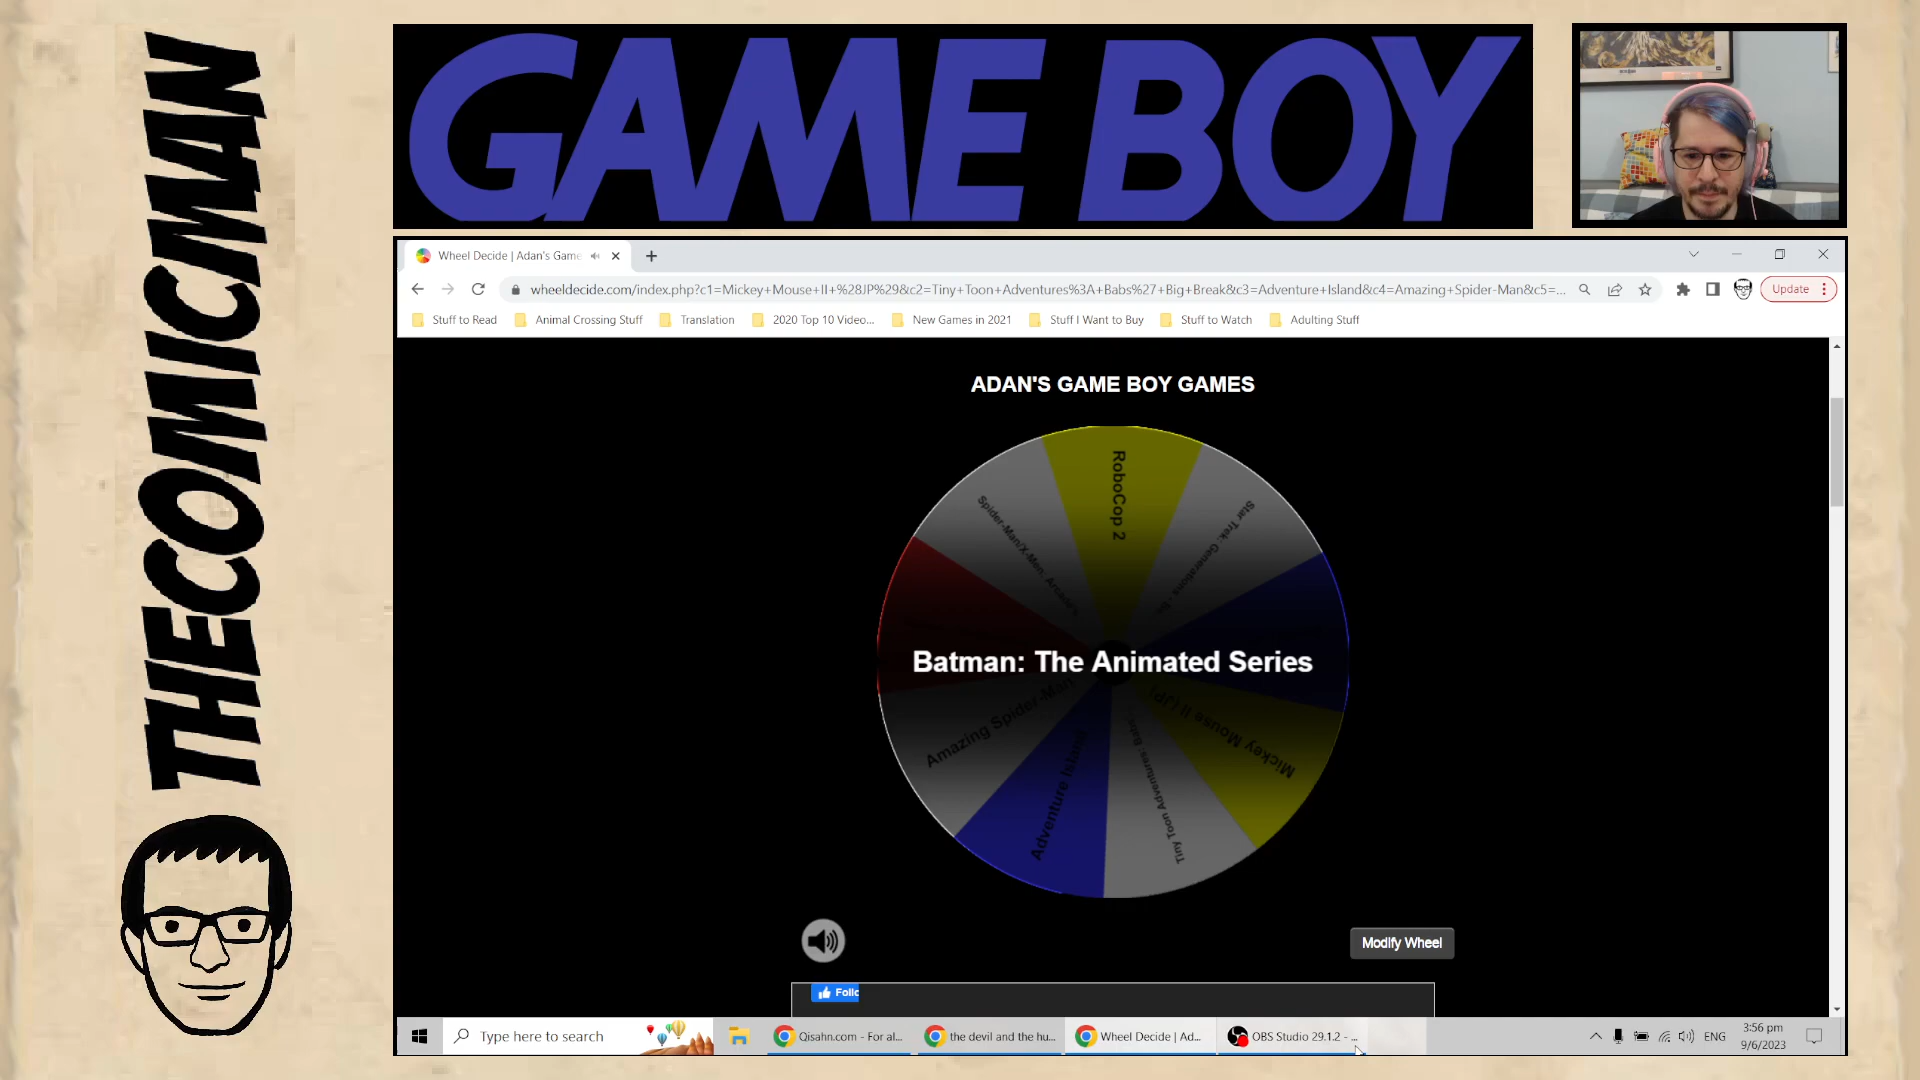 THECOMICMAN
GAME BOY
Wheel Decide | Adan's Game
wheeldecide.com/index.php?c1=Mickey+Mouse+II+%28JP%29&c2=Tiny+Toon+Adventures%3A+Babs%27+Big+Break&c3=Adventure+Island&c4=Amazing+Spider-Man&c5=...
Update
Stuff to Read
Animal Crossing Stuff
Translation
2020 Top 10 Video...
New Games in 2021
Stuff I Want to Buy
Stuff to Watch
Adulting Stuff
ADAN'S GAME BOY GAMES
RoboCop 2
Star Trek: Generations - Be
Spider-Man/X-Men: Arcade's
Batman: The Animated Series
Amazing Spider-Man
Mickey Mouse II (JP)
Adventure Island
Tiny Toon Adventures: Babs'
Modify Wheel
Follo
Type here to search
Qisahn.com - For al...
the devil and the hu...
Wheel Decide | Ad...
OBS Studio 29.1.2 - ...
ENG
3:56 pm
9/6/2023